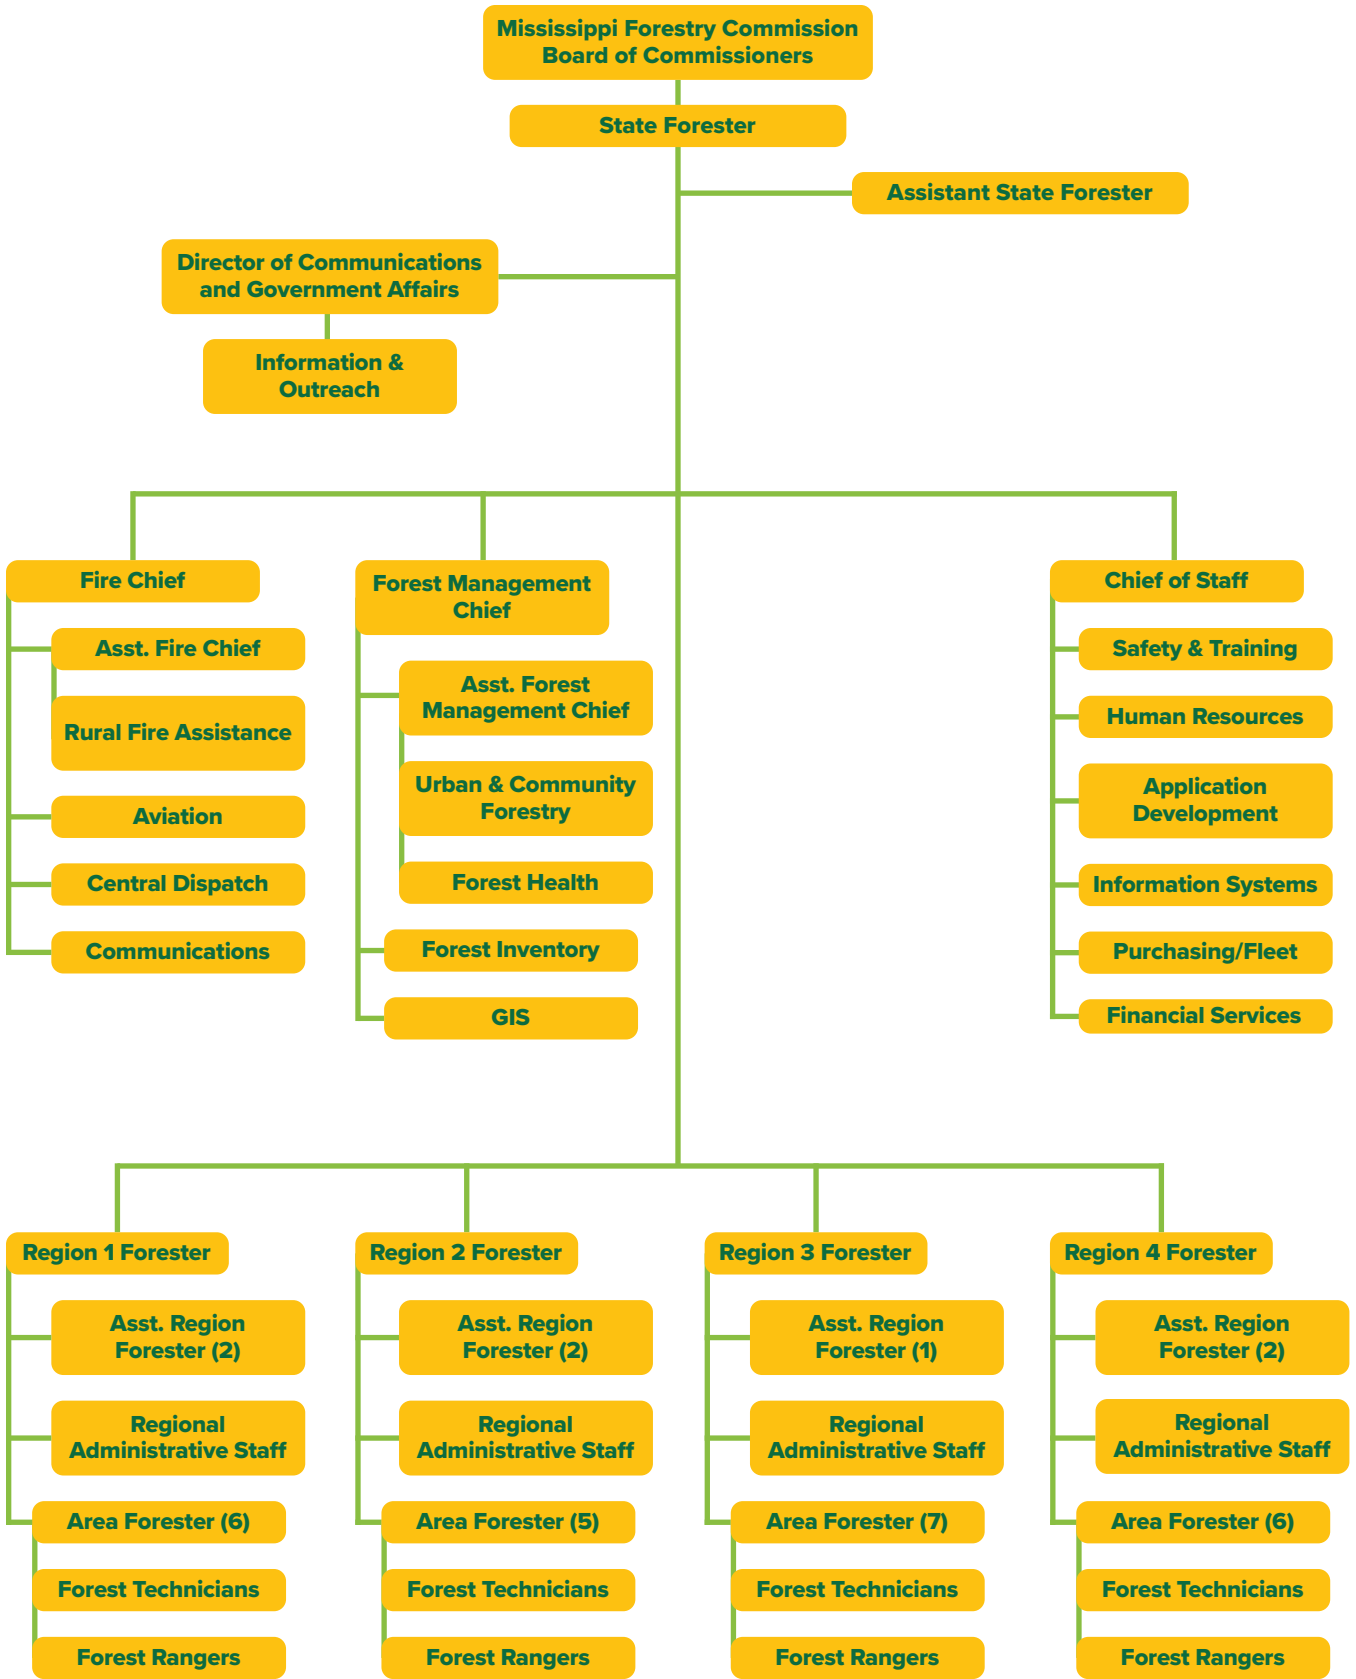 Mississippi Forestry Commission
Board of Commissioners
State Forester
Assistant State Forester
Director of Communications
and Government Affairs
Information &
Outreach
Fire Chief
Asst. Fire Chief
Rural Fire Assistance
Aviation
Central Dispatch
Communications
Forest Management
Chief
Asst. Forest
Management Chief
Urban & Community
Forestry
Forest Health
Forest Inventory
GIS
Chief of Staff
Safety & Training
Human Resources
Application
Development
Information Systems
Purchasing/Fleet
Financial Services
Region 1 Forester
Asst. Region
Forester (2)
Regional
Administrative Staff
Area Forester (6)
Forest Technicians
Forest Rangers
Region 2 Forester
Asst. Region
Forester (2)
Regional
Administrative Staff
Area Forester (5)
Forest Technicians
Forest Rangers
Region 3 Forester
Asst. Region
Forester (1)
Regional
Administrative Staff
Area Forester (7)
Forest Technicians
Forest Rangers
Region 4 Forester
Asst. Region
Forester (2)
Regional
Administrative Staff
Area Forester (6)
Forest Technicians
Forest Rangers